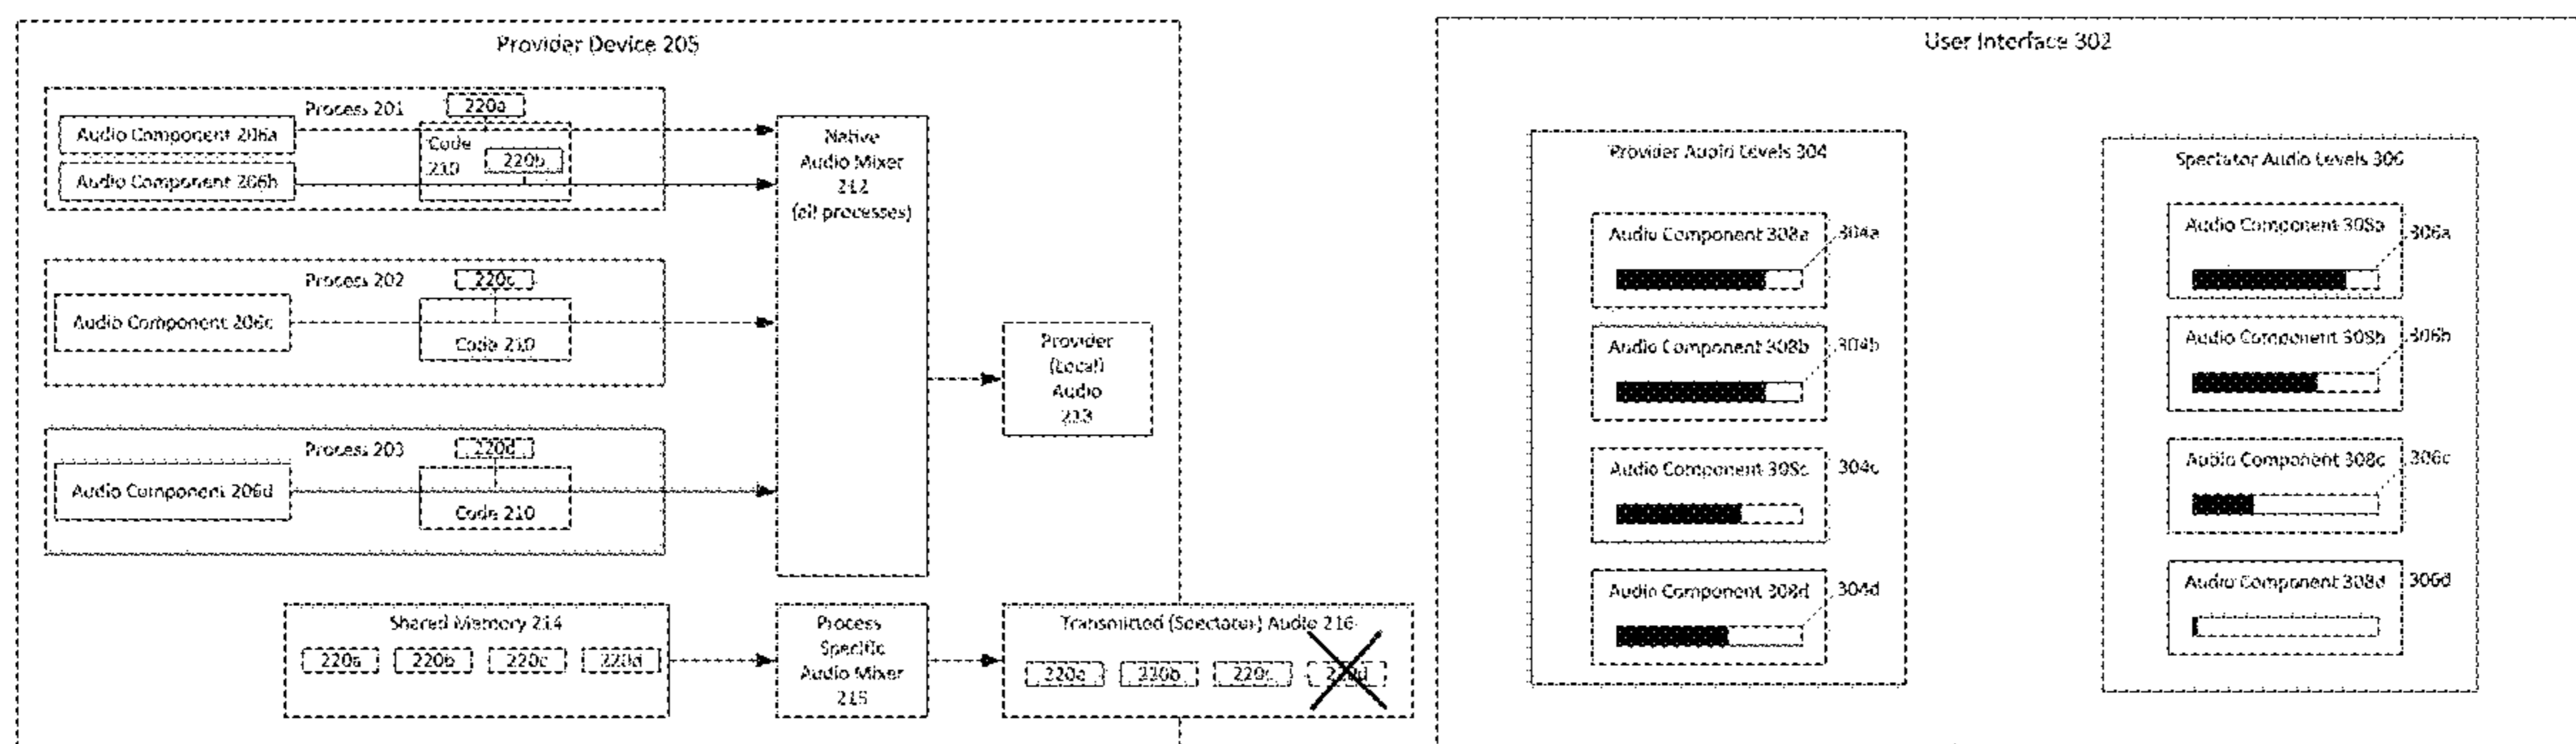 Provider Device 205
Process 201
220a
Audio Component 206a
Code
210
220b
Audio Component 206b
Native
Audio Mixer
212
(all processes)
Process 202
220c
Audio Component 206c
Code 210
Provider
(Local)
Audio
213
Process 203
220d
Audio Component 206d
Code 210
Shared Memory 214
220a 220b 220c 220d
Process
Specific
Audio Mixer
215
Transmitted (Spectator) Audio 216
220a 220b 220c 220d
User Interface 302
Provider Audio Levels 304
Audio Component 308a 304a
Audio Component 308b 304b
Audio Component 308c 304c
Audio Component 308d 304d
Spectator Audio Levels 306
Audio Component 308a 306a
Audio Component 308b 306b
Audio Component 308c 306c
Audio Component 308d 306d